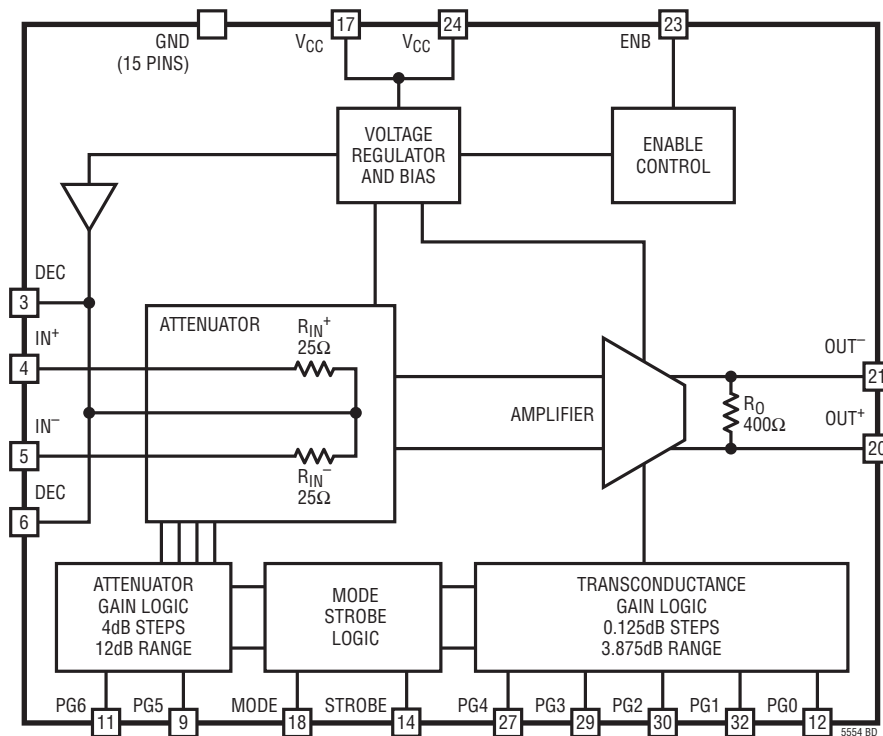 GND
(15 PINS)
17
VCC
24
VCC
23
ENB
VOLTAGE
REGULATOR
AND BIAS
ENABLE
CONTROL
DEC
3
IN+
4
IN−
5
DEC
6
ATTENUATOR
RIN+
25Ω
RIN−
25Ω
AMPLIFIER
RO
400Ω
OUT−
21
OUT+
20
ATTENUATOR
GAIN LOGIC
4dB STEPS
12dB RANGE
MODE
STROBE
LOGIC
TRANSCONDUCTANCE
GAIN LOGIC
0.125dB STEPS
3.875dB RANGE
PG6
11
PG5
9
MODE
18
STROBE
14
PG4
27
PG3
29
PG2
30
PG1
32
PG0
12
5554 BD